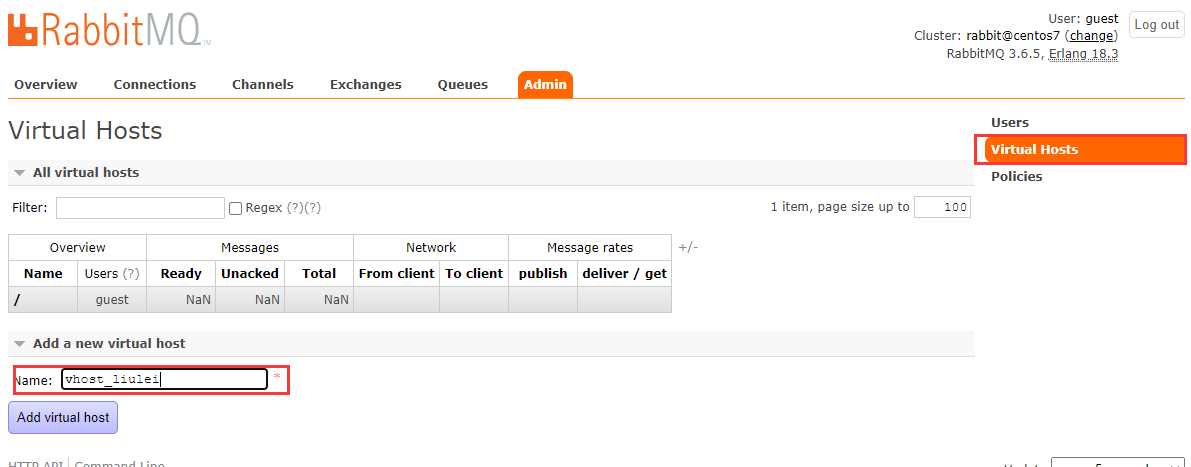 RabbitMQ™
User: guest
Log out
Cluster: rabbit@centos7 (change)
RabbitMQ 3.6.5, Erlang 18.3
Overview Connections Channels Exchanges Queues Admin
Virtual Hosts
Users
Virtual Hosts
Policies
All virtual hosts
Filter: Regex (?)(?) 1 item, page size up to 100
Overview Messages Network Message rates +/-
Name Users (?) Ready Unacked Total From client To client publish deliver / get
/ guest NaN NaN NaN
Add a new virtual host
Name: vhost_liulei *
Add virtual host
HTTP API Command Line